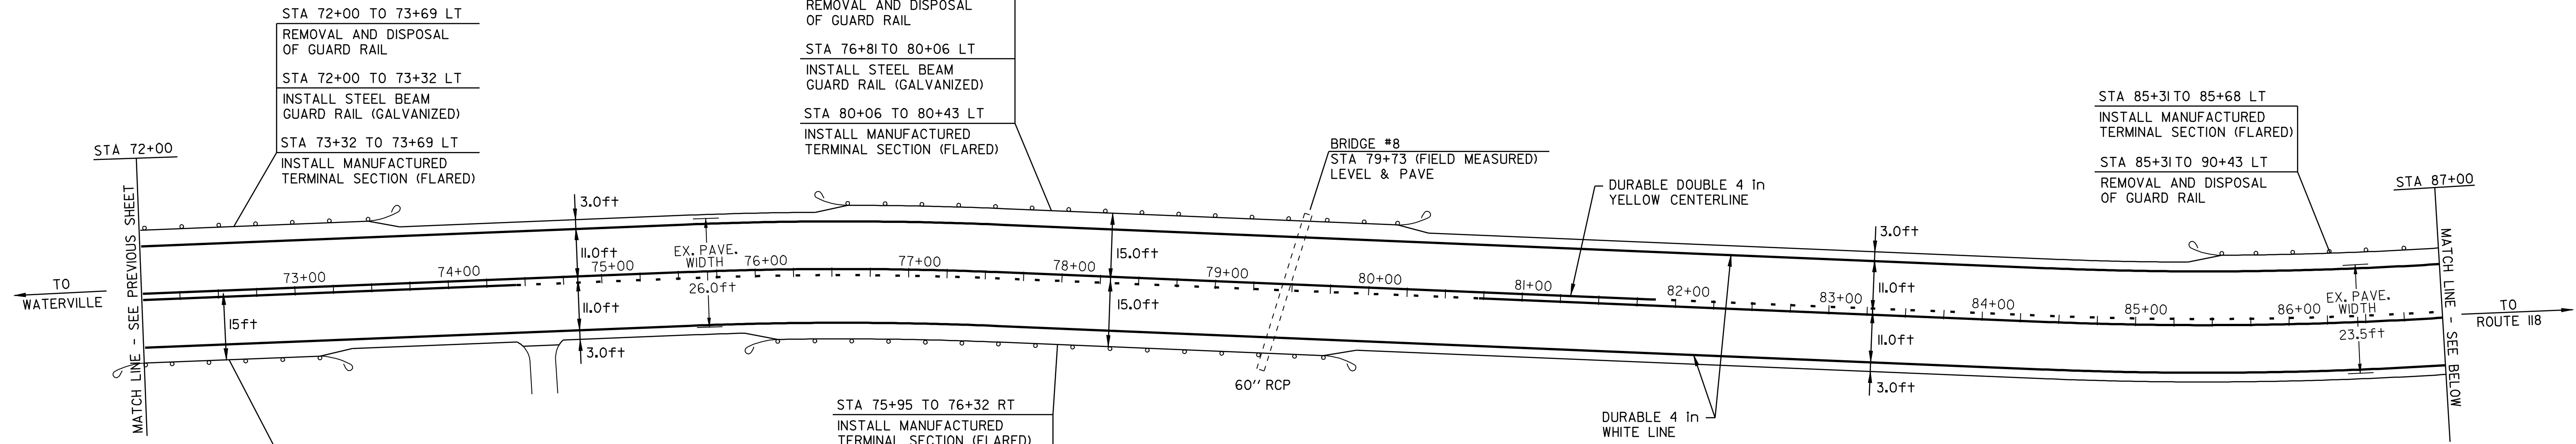 STA 72+00 TO 73+69 LT
REMOVAL AND DISPOSAL
OF GUARD RAIL
STA 72+00 TO 73+32 LT
INSTALL STEEL BEAM
GUARD RAIL (GALVANIZED)
STA 73+32 TO 73+69 LT
INSTALL MANUFACTURED
TERMINAL SECTION (FLARED)
REMOVAL AND DISPOSAL
OF GUARD RAIL
STA 76+81 TO 80+06 LT
INSTALL STEEL BEAM
GUARD RAIL (GALVANIZED)
STA 80+06 TO 80+43 LT
INSTALL MANUFACTURED
TERMINAL SECTION (FLARED)
BRIDGE #8
STA 79+73 (FIELD MEASURED)
LEVEL & PAVE
DURABLE DOUBLE 4 in
YELLOW CENTERLINE
STA 85+31 TO 85+68 LT
INSTALL MANUFACTURED
TERMINAL SECTION (FLARED)
STA 85+31 TO 90+43 LT
REMOVAL AND DISPOSAL
OF GUARD RAIL
STA 72+00
STA 87+00
MATCH LINE - SEE PREVIOUS SHEET
MATCH LINE - SEE BELOW
TO
WATERVILLE
TO
ROUTE 118
73+00
74+00
75+00
76+00
77+00
78+00
79+00
80+00
81+00
82+00
83+00
84+00
85+00
86+00
15ft
3.0ft
11.0ft
11.0ft
3.0ft
EX. PAVE.
WIDTH
26.0ft
15.0ft
15.0ft
60" RCP
3.0ft
11.0ft
11.0ft
3.0ft
EX. PAVE.
WIDTH
23.5ft
STA 75+95 TO 76+32 RT
INSTALL MANUFACTURED
TERMINAL SECTION (FLARED)
DURABLE 4 in
WHITE LINE